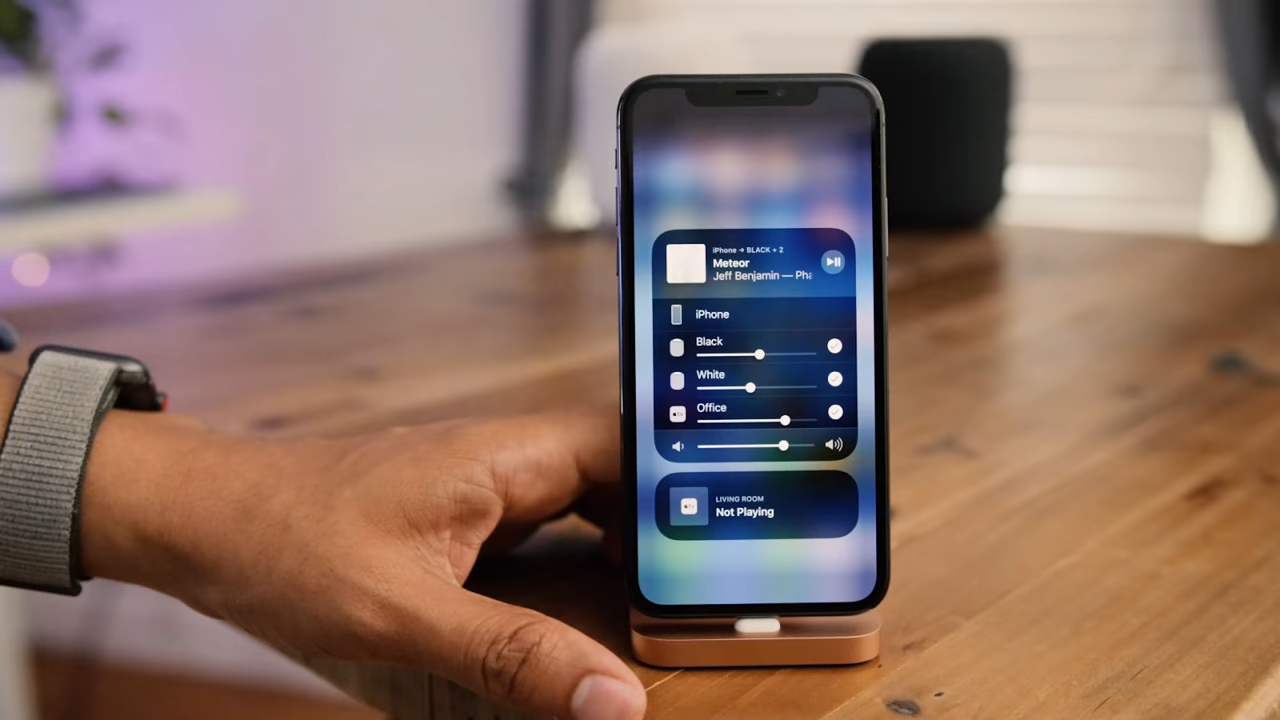 iPhone → BLACK + 2
Meteor
Jeff Benjamin — Pha
iPhone
Black
White
Office
LIVING ROOM
Not Playing